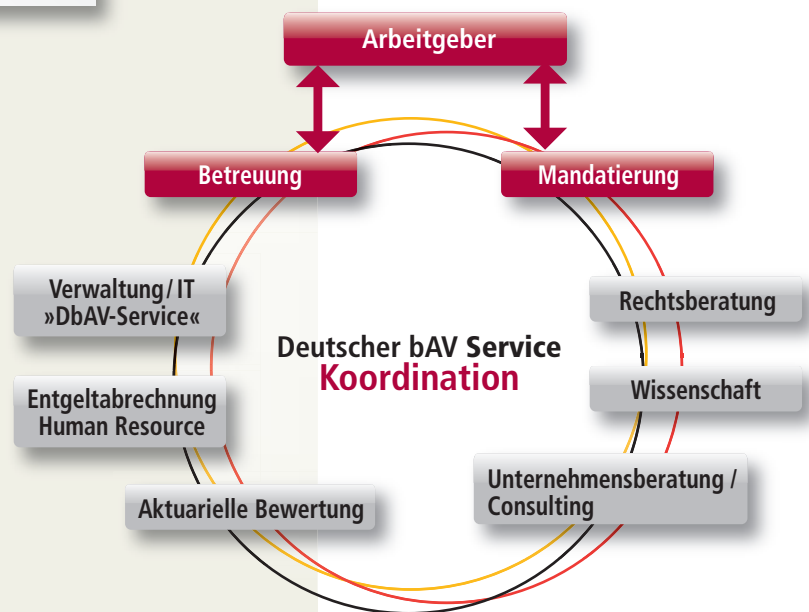 Arbeitgeber
Betreuung
Mandatierung
Verwaltung/IT
»DbAV-Service«
Rechtsberatung
Deutscher bAV Service
Koordination
Entgeltabrechnung
Human Resource
Wissenschaft
Aktuarielle Bewertung
Unternehmensberatung /
Consulting